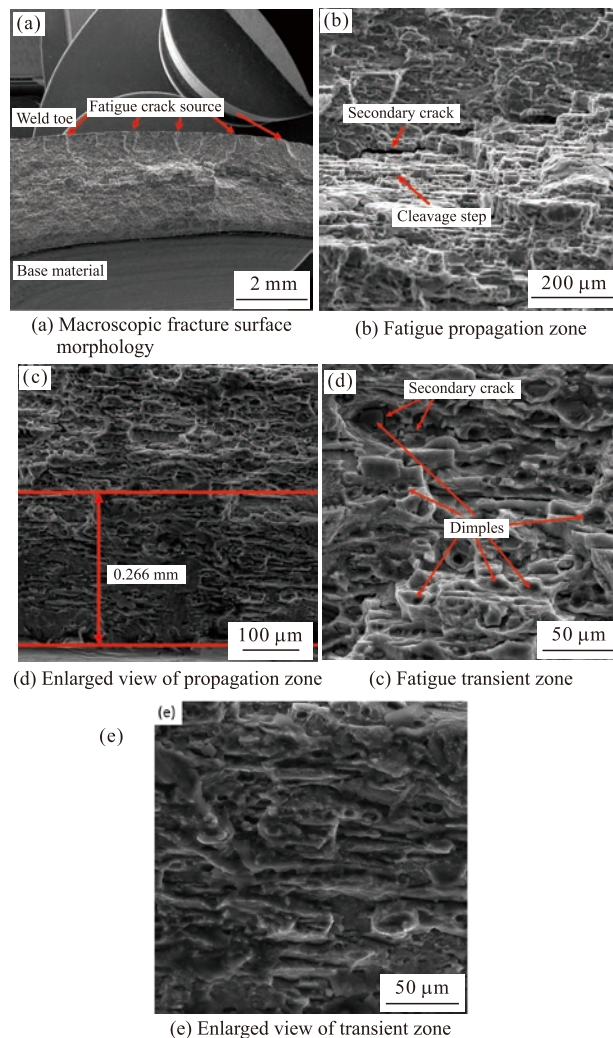 (a)
Fatigue crack source
Weld toe
Base material
2 mm
(a) Macroscopic fracture surface
morphology
(b)
Secondary crack
Cleavage step
200 μm
(b) Fatigue propagation zone
(c)
0.266 mm
100 μm
(d) Enlarged view of propagation zone
(d)
Secondary crack
Dimples
50 μm
(c) Fatigue transient zone
(e)
(e)
50 μm
(e) Enlarged view of transient zone